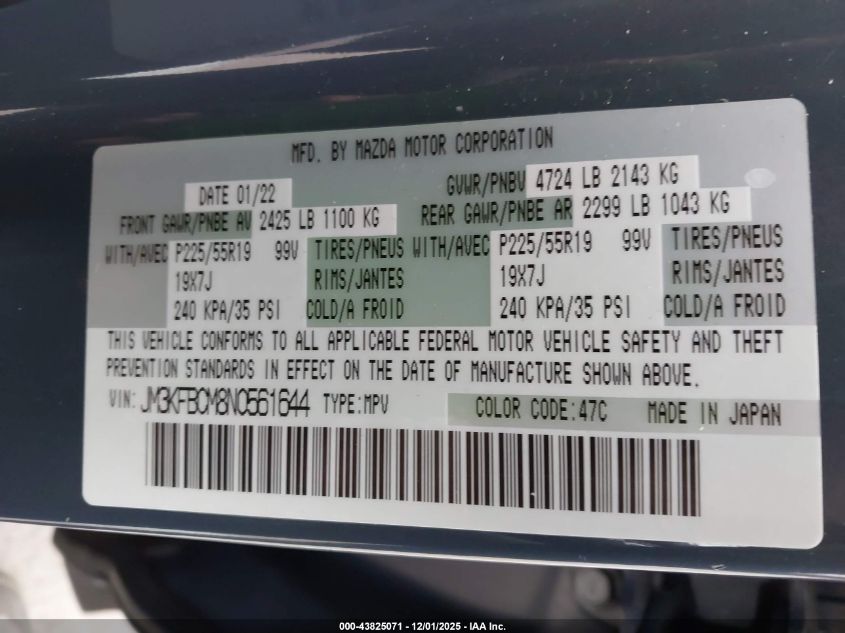 MFD. BY MAZDA MOTOR CORPORATION
DATE 01/22 GVWR/PNBV 4724 LB 2143 KG
FRONT GAWR/PNBE AV 2425 LB 1100 KG REAR GAWR/PNBE AR 2299 LB 1043 KG
WITH/AVEC P225/55R19 99V TIRES/PNEUS WITH/AVEC P225/55R19 99V TIRES/PNEUS
19X7J RIMS/JANTES 19X7J RIMS/JANTES
240 KPA/35 PSI COLD/A FROID 240 KPA/35 PSI COLD/A FROID
THIS VEHICLE CONFORMS TO ALL APPLICABLE FEDERAL MOTOR VEHICLE SAFETY AND THEFT
PREVENTION STANDARDS IN EFFECT ON THE DATE OF MANUFACTURE SHOWN ABOVE.
VIN: JM3KFBCM8N0561644 TYPE:MPV COLOR CODE:47C MADE IN JAPAN
000-43825071 - 12/01/2025 - IAA Inc.